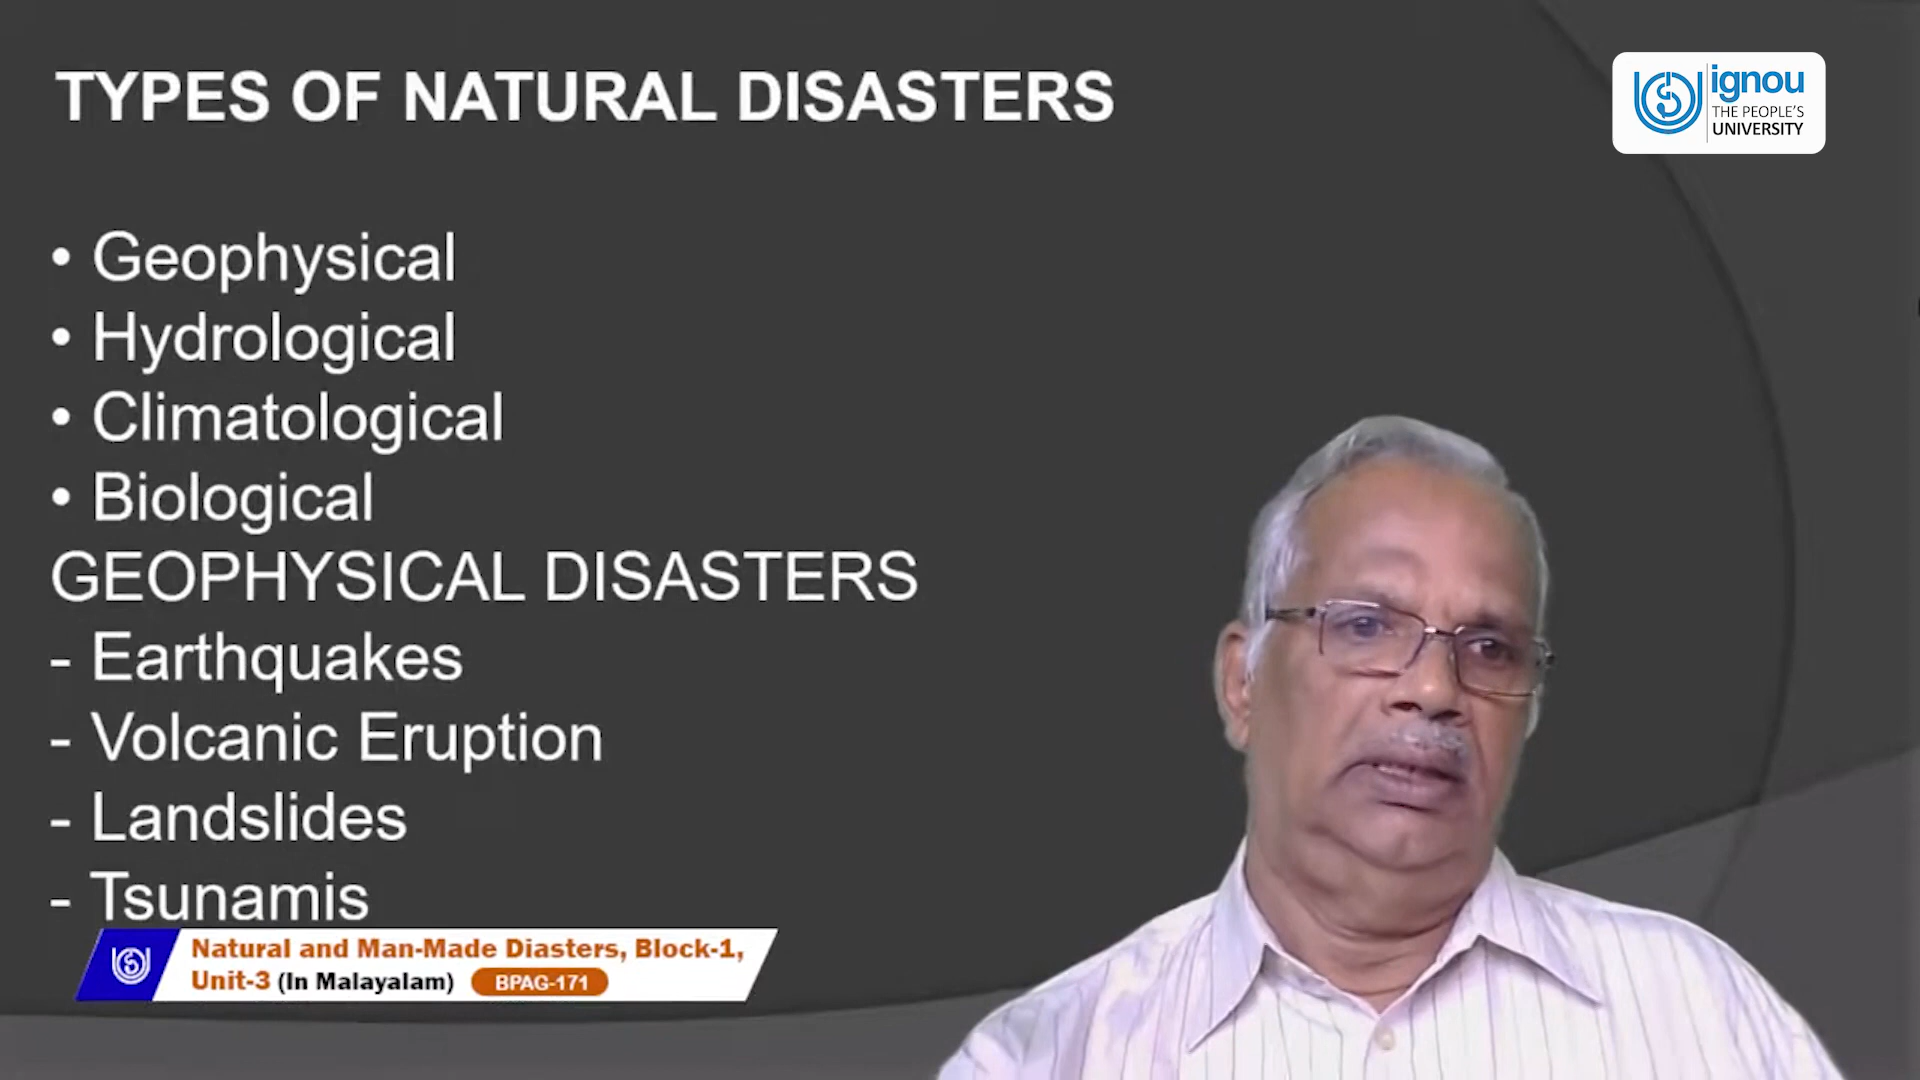 TYPES OF NATURAL DISASTERS
ignou
THE PEOPLE'S
UNIVERSITY
• Geophysical
• Hydrological
• Climatological
• Biological
GEOPHYSICAL DISASTERS
- Earthquakes
- Volcanic Eruption
- Landslides
- Tsunamis
Natural and Man-Made Diasters, Block-1,
Unit-3 (In Malayalam) BPAG-171